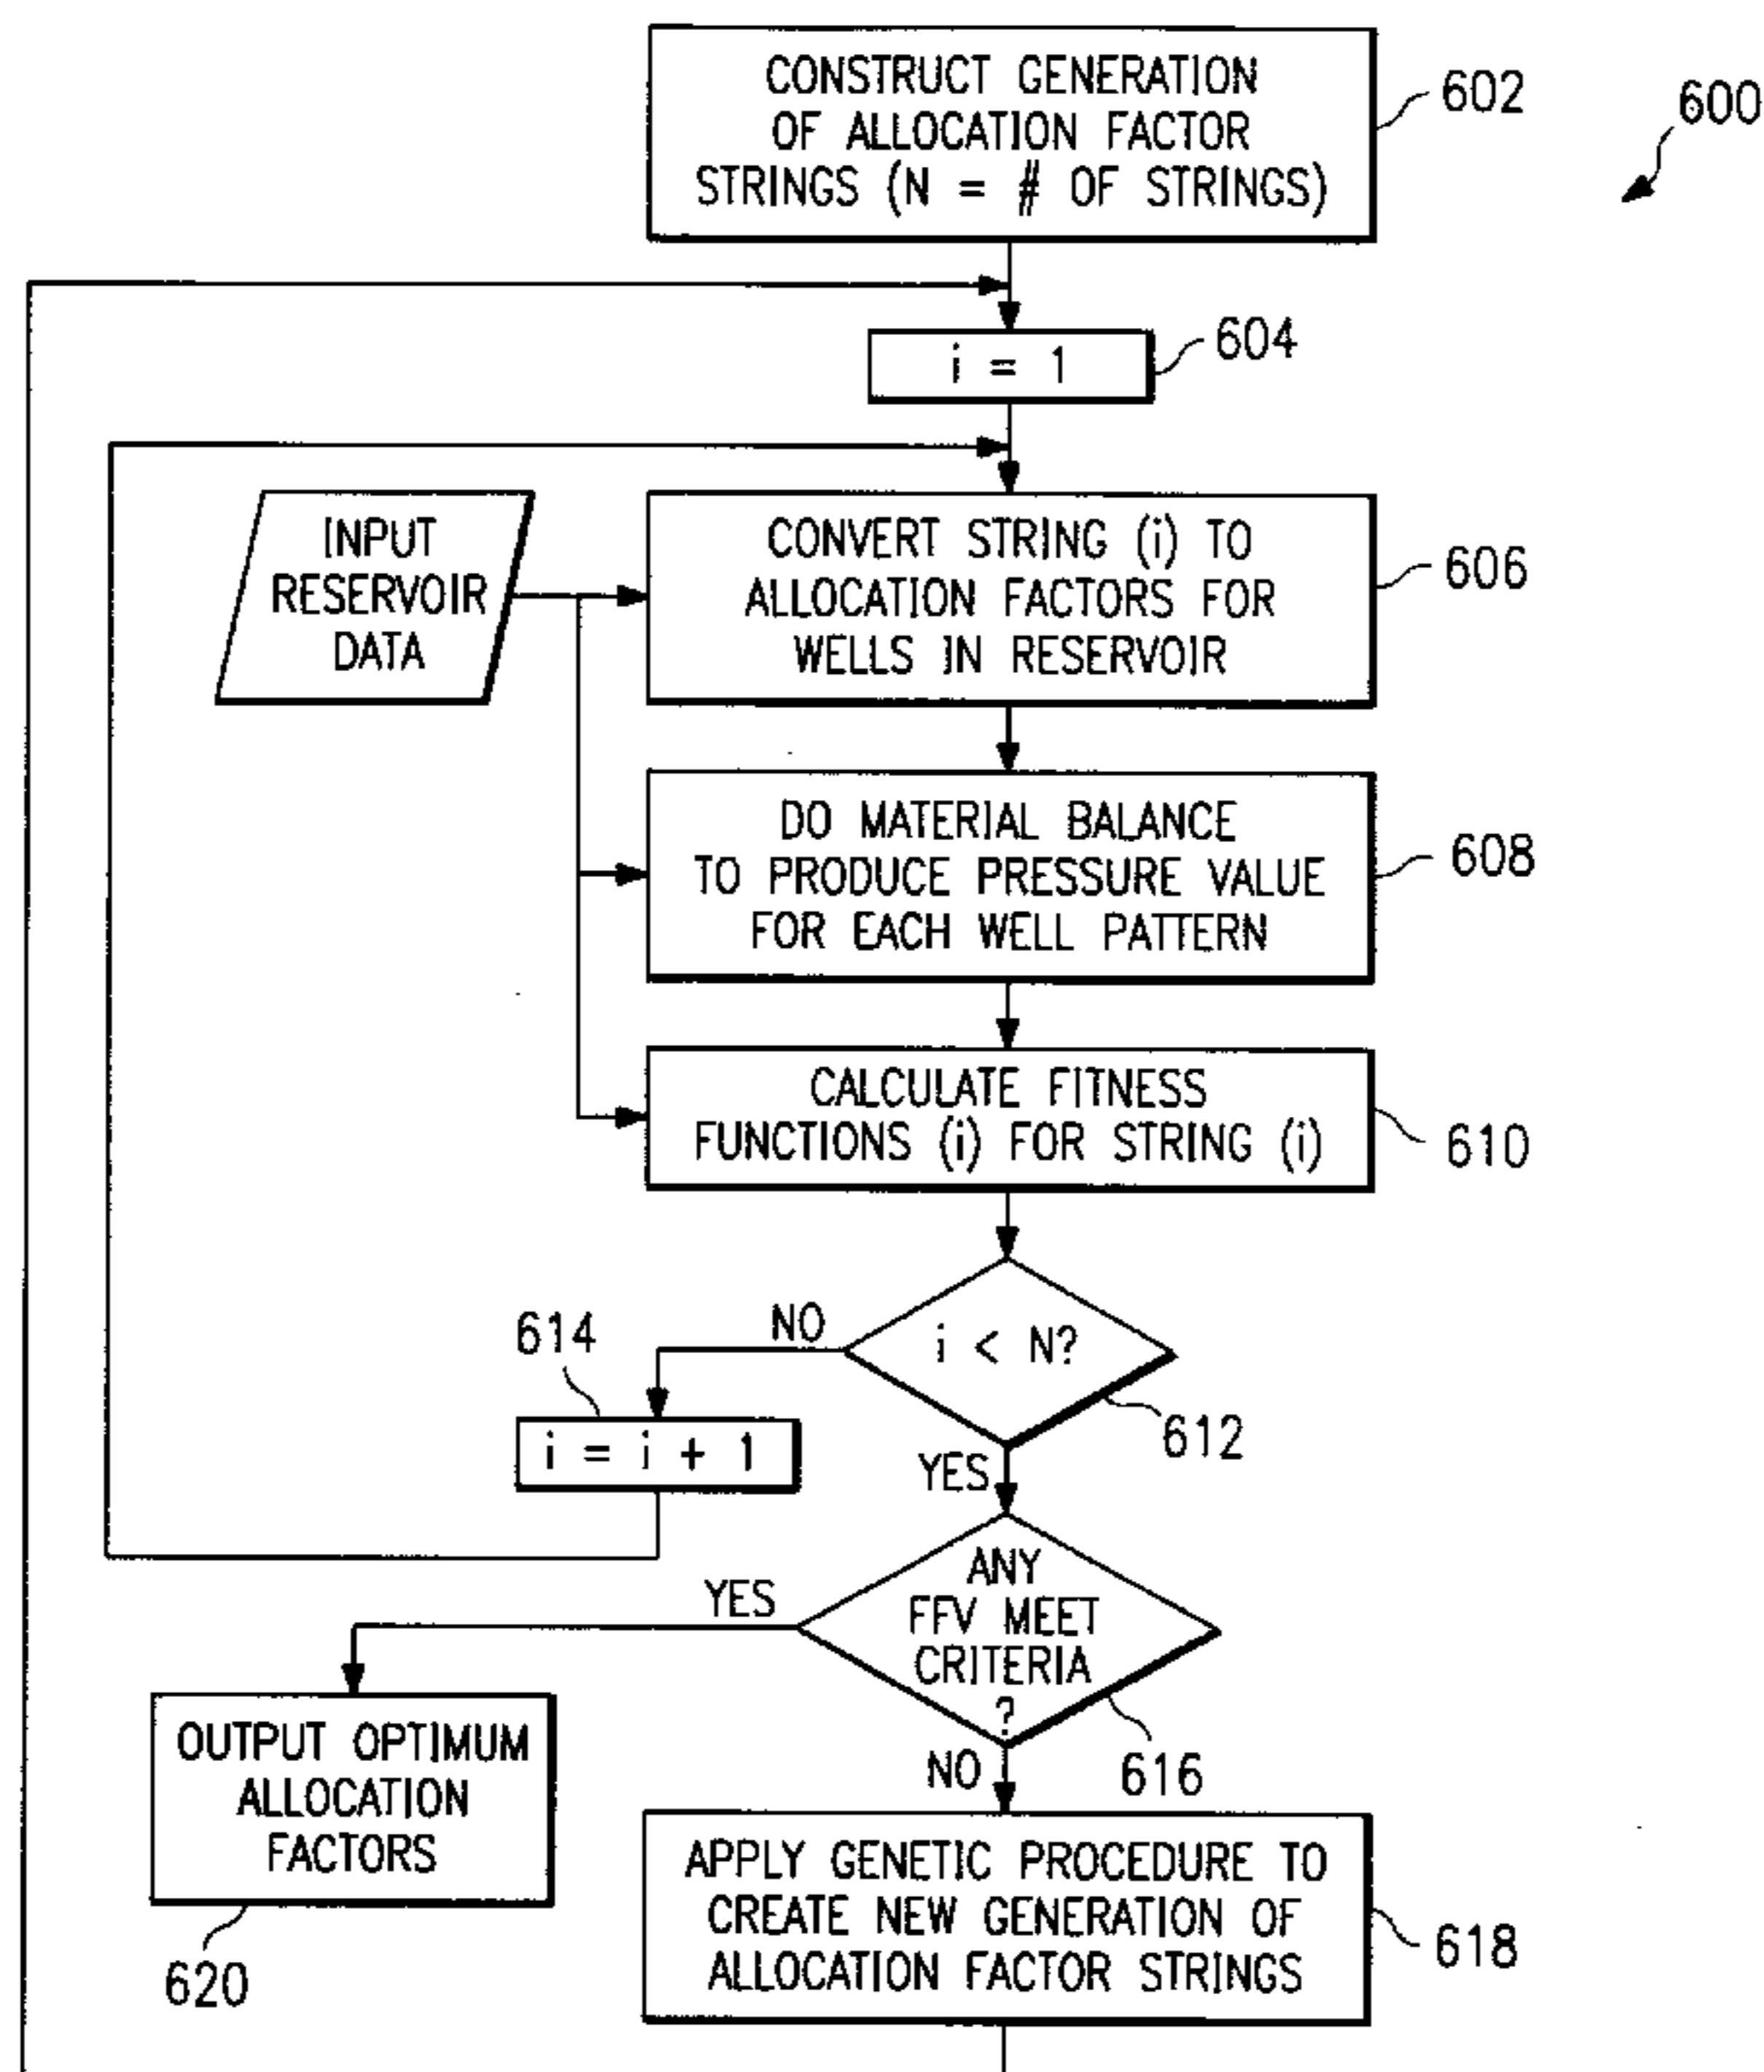 CONSTRUCT GENERATION
OF ALLOCATION FACTOR
STRINGS (N = # OF STRINGS)
602
600
i = 1
604
INPUT
RESERVOIR
DATA
CONVERT STRING (i) TO
ALLOCATION FACTORS FOR
WELLS IN RESERVOIR
606
DO MATERIAL BALANCE
TO PRODUCE PRESSURE VALUE
FOR EACH WELL PATTERN
608
CALCULATE FITNESS
FUNCTIONS (i) FOR STRING (i)
610
i < N?
612
NO
614
i = i + 1
YES
ANY
FFV MEET
CRITERIA
?
616
YES
OUTPUT OPTIMUM
ALLOCATION
FACTORS
620
NO
APPLY GENETIC PROCEDURE TO
CREATE NEW GENERATION OF
ALLOCATION FACTOR STRINGS
618